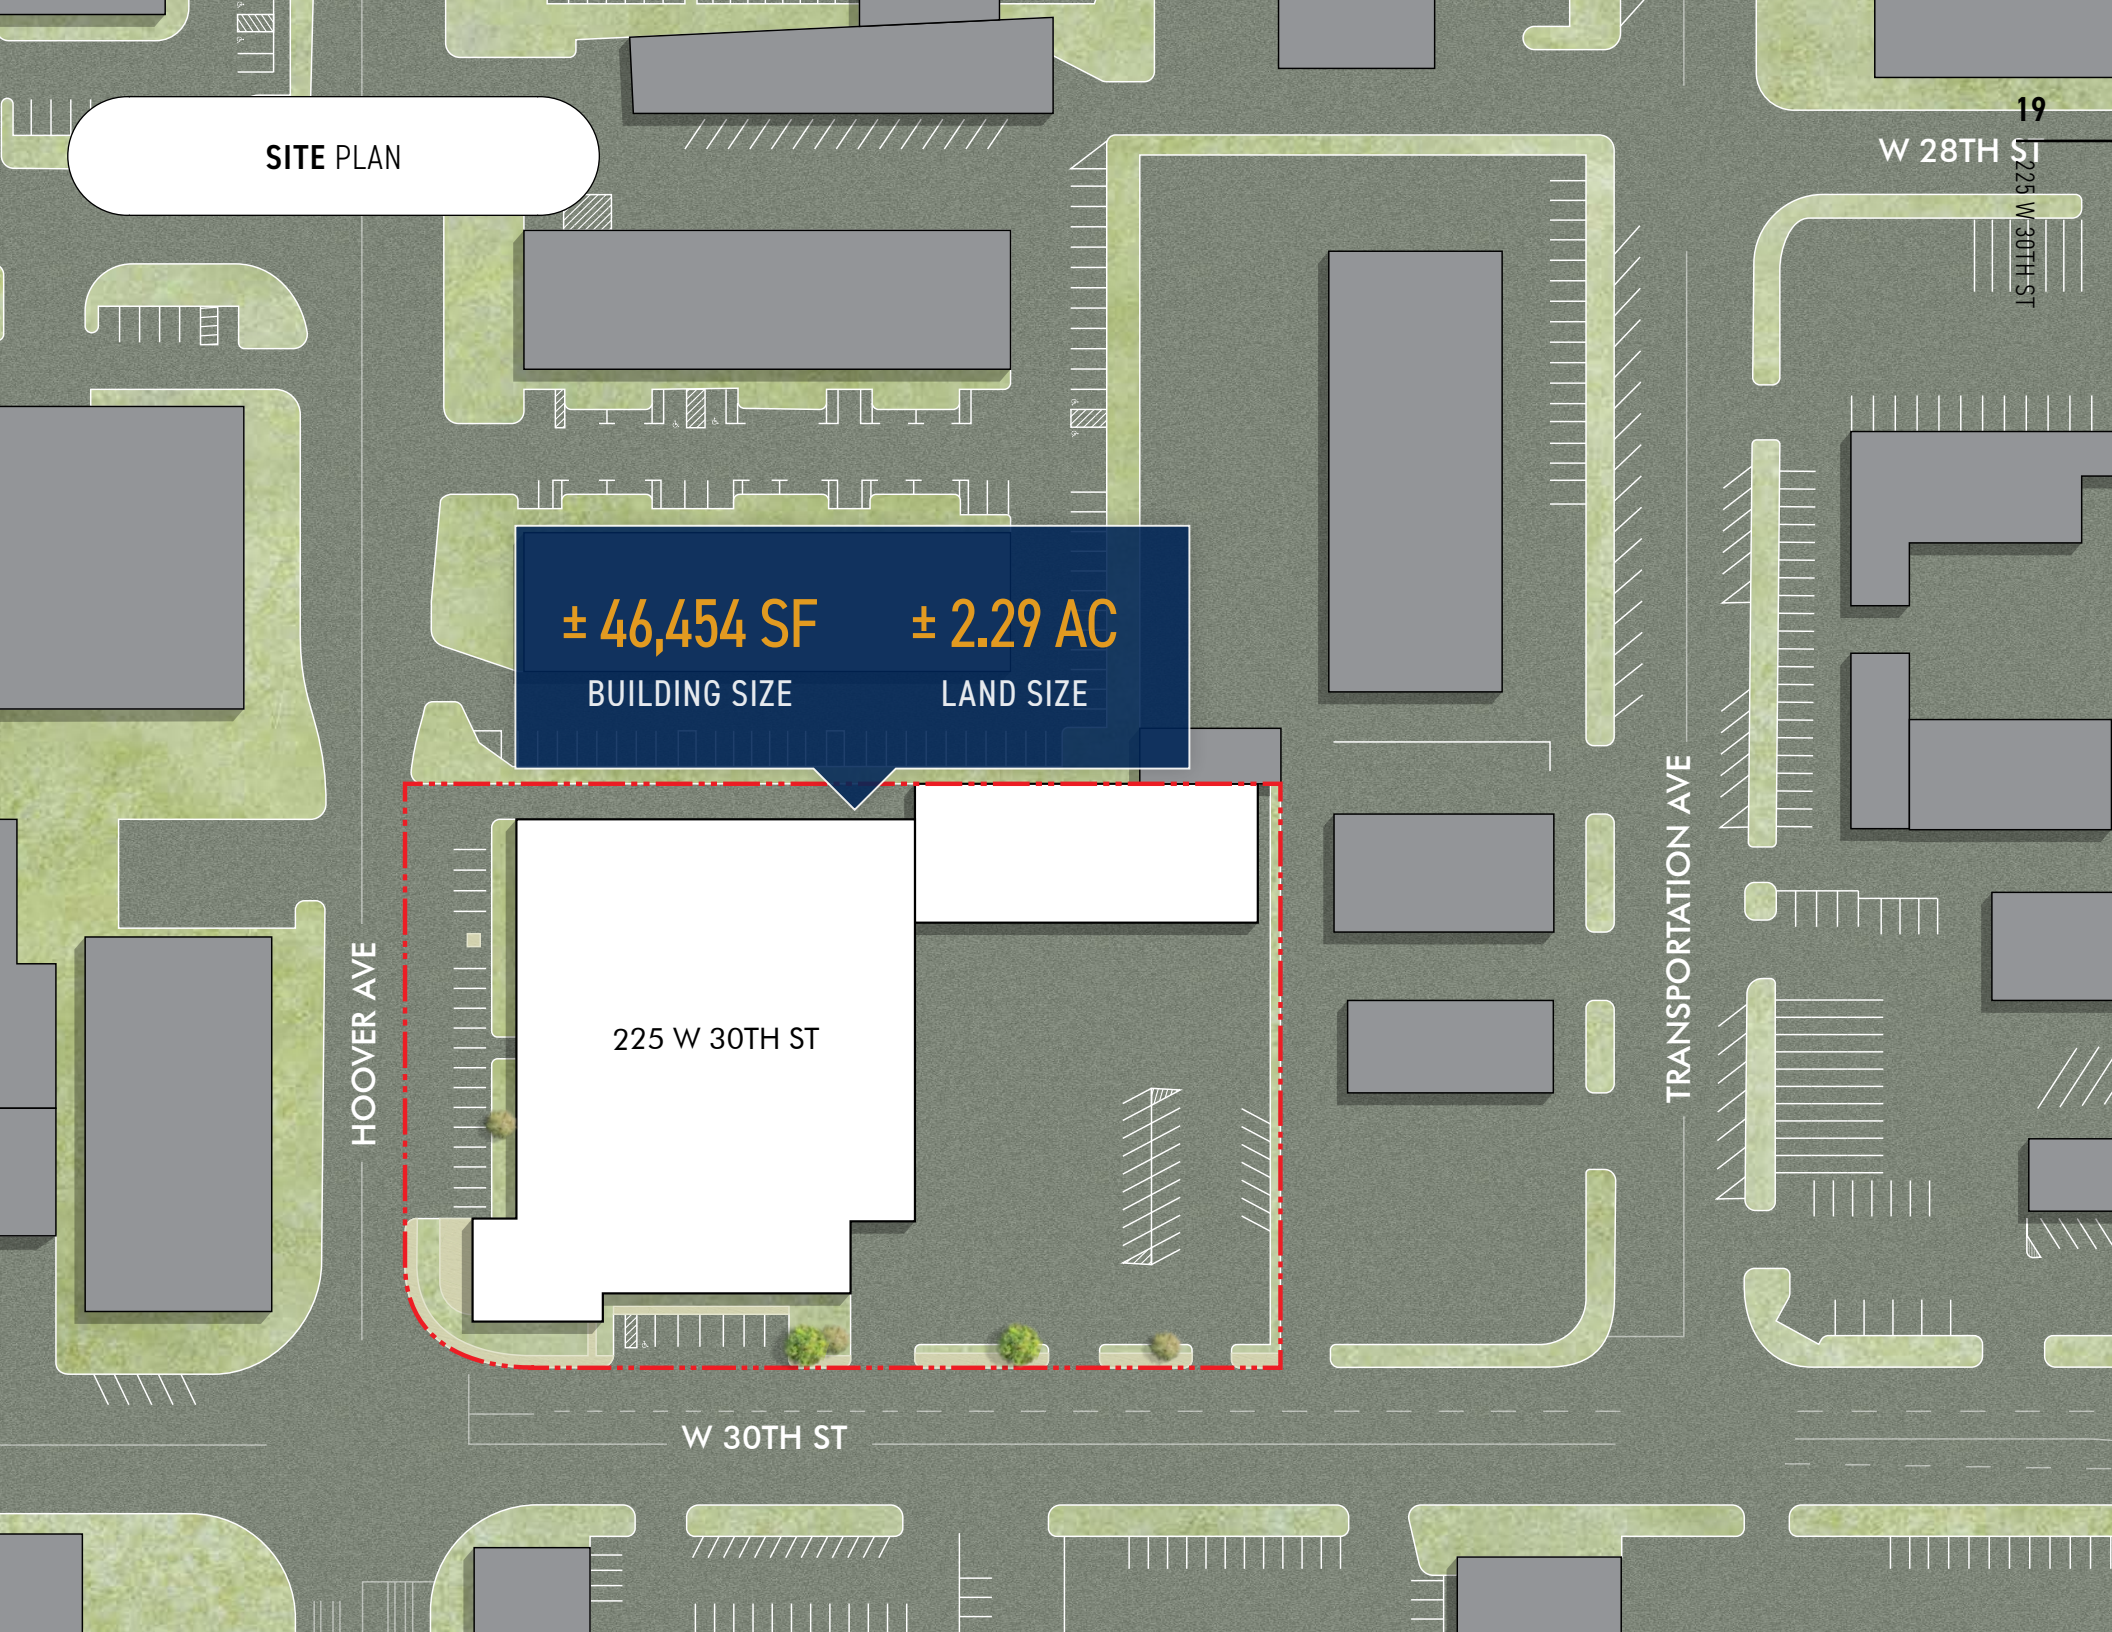 SITE PLAN
19
225 W 30TH ST
W 28TH ST
± 46,454 SF
BUILDING SIZE
± 2.29 AC
LAND SIZE
225 W 30TH ST
HOOVER AVE
TRANSPORTATION AVE
W 30TH ST